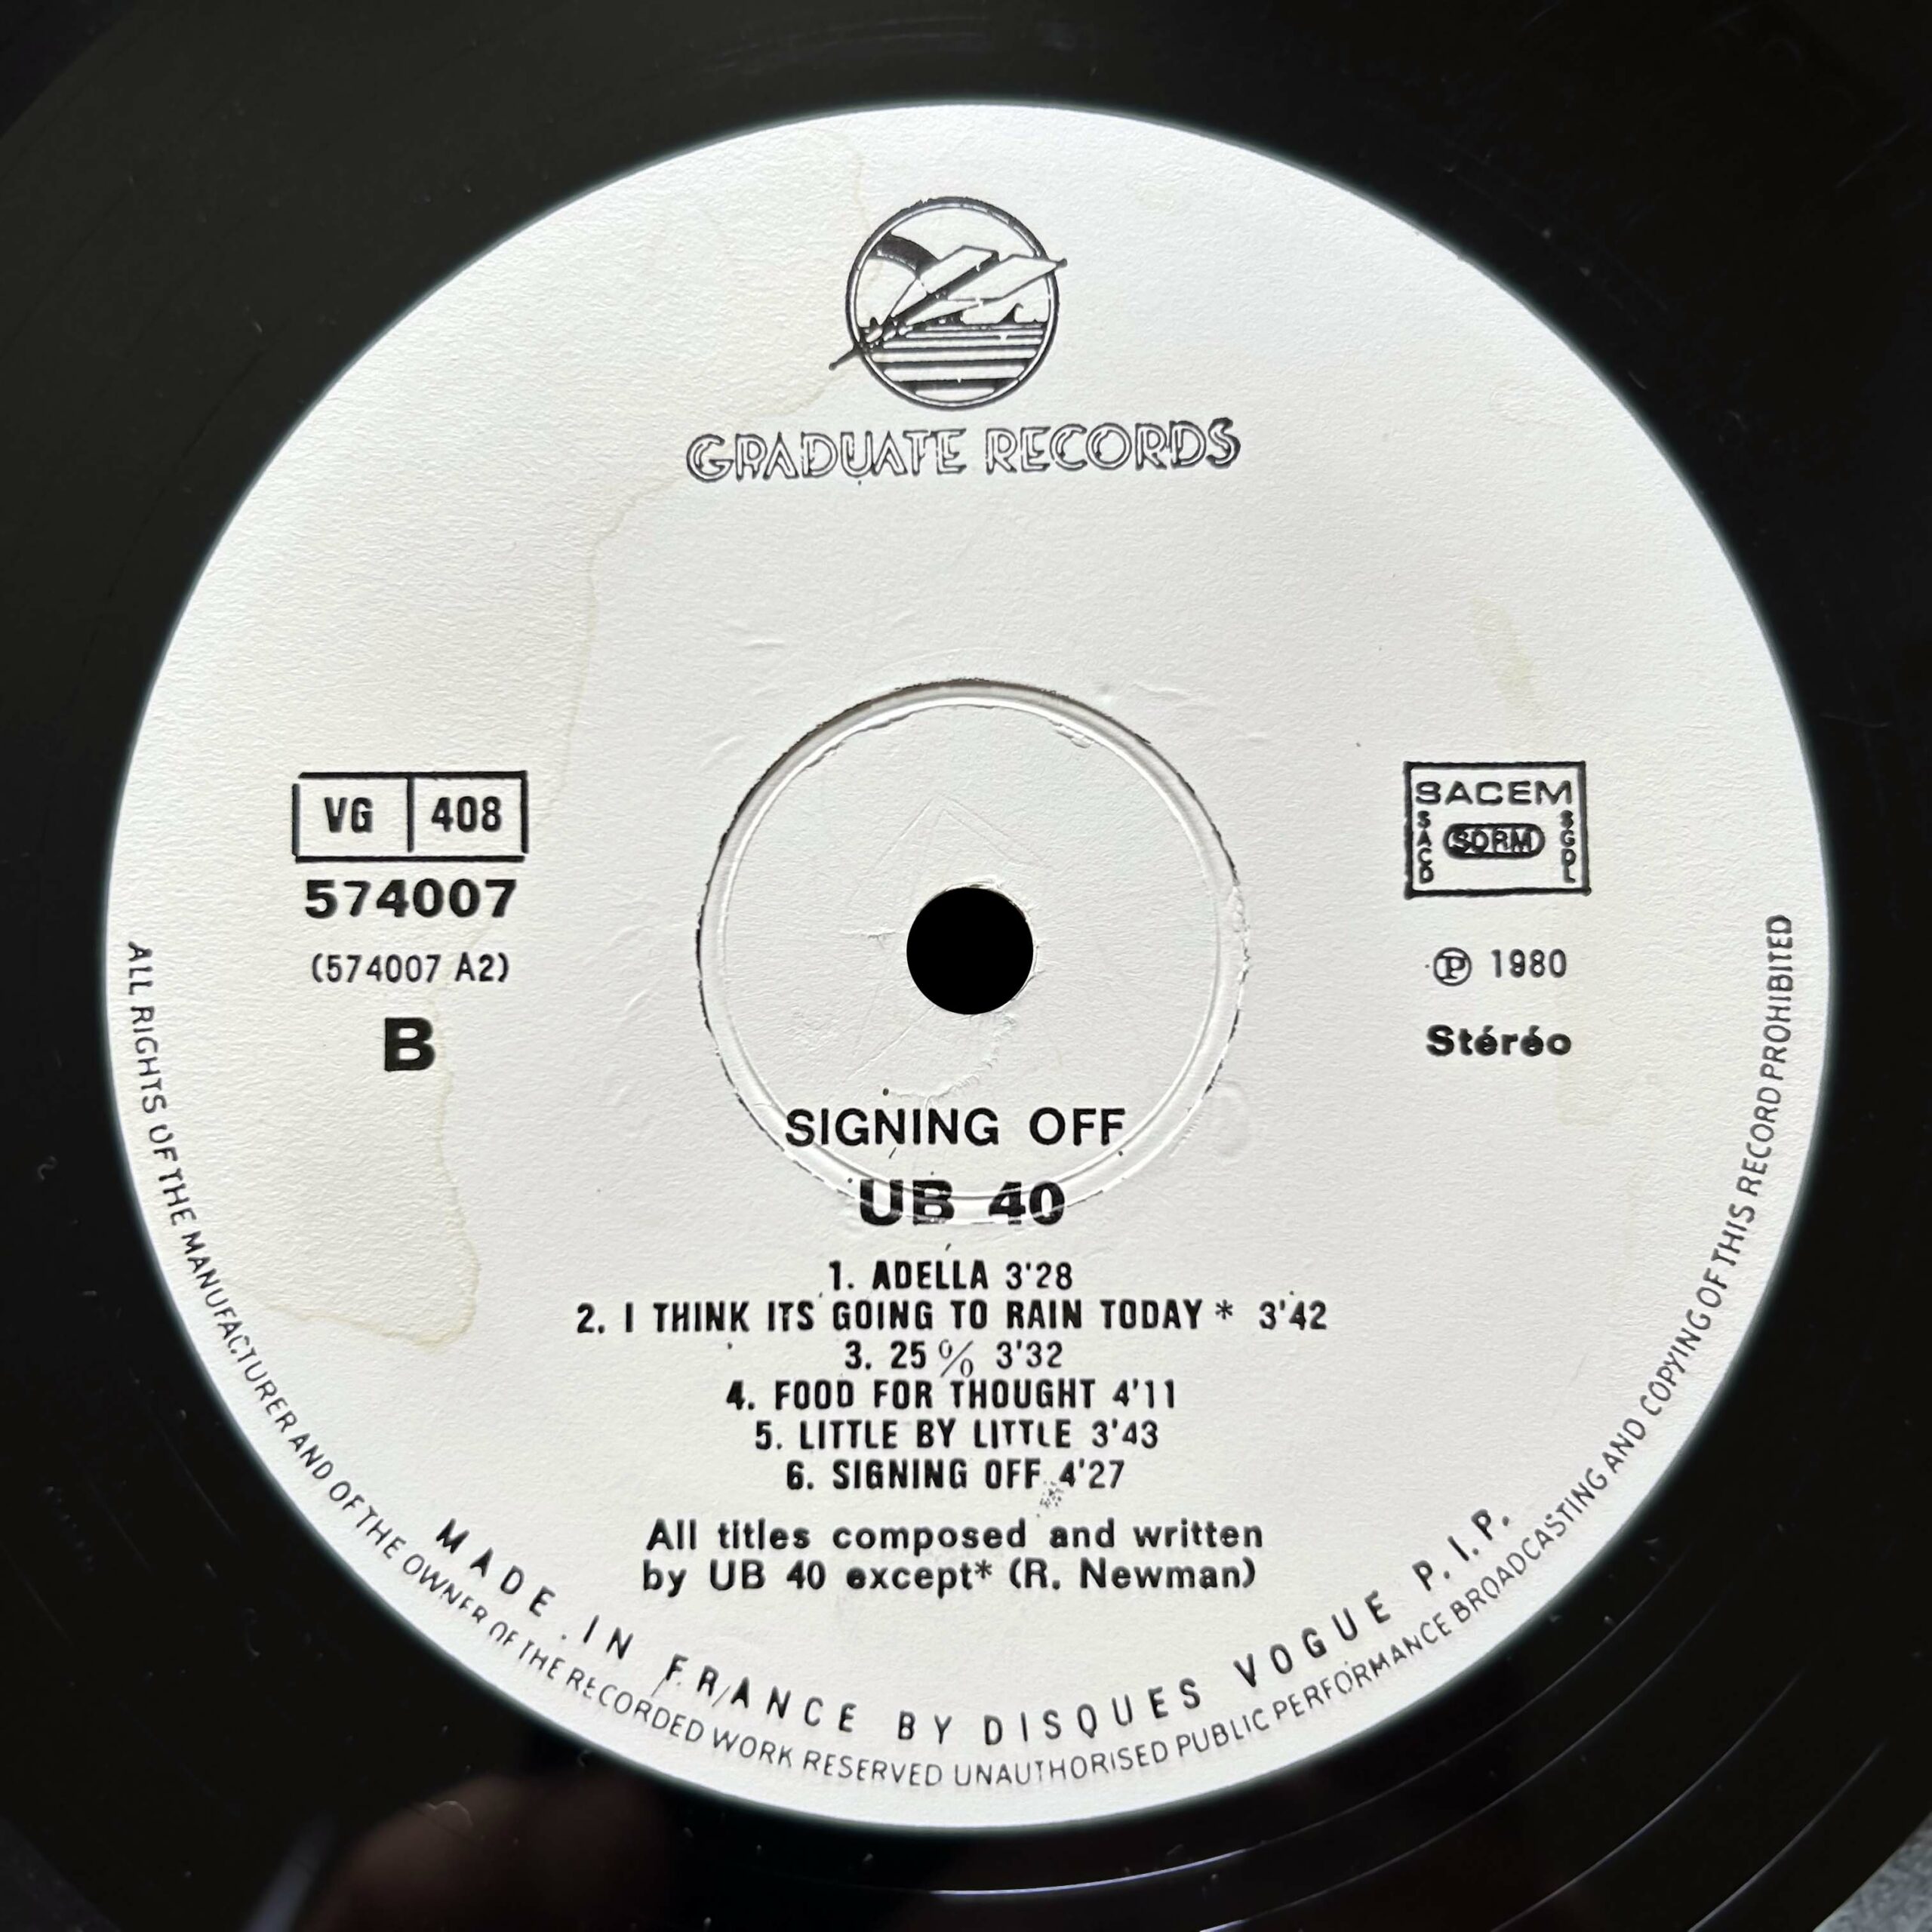 GRADUATE RECORDS
VG 408
574007
(574007 A2)
B
SACEM
SACD
SDRM
SGDL
Ⓟ 1980
Stéréo
SIGNING OFF
UB 40
1. ADELLA 3'28
2. I THINK ITS GOING TO RAIN TODAY * 3'42
3. 25 % 3'32
4. FOOD FOR THOUGHT 4'11
5. LITTLE BY LITTLE 3'43
6. SIGNING OFF 4'27
All titles composed and written
by UB 40 except* (R. Newman)
MADE IN FRANCE BY DISQUES VOGUE P.I.P.
ALL RIGHTS OF THE MANUFACTURER AND OF THE OWNER OF THE RECORDED WORK RESERVED UNAUTHORISED PUBLIC PERFORMANCE BROADCASTING AND COPYING OF THIS RECORD PROHIBITED